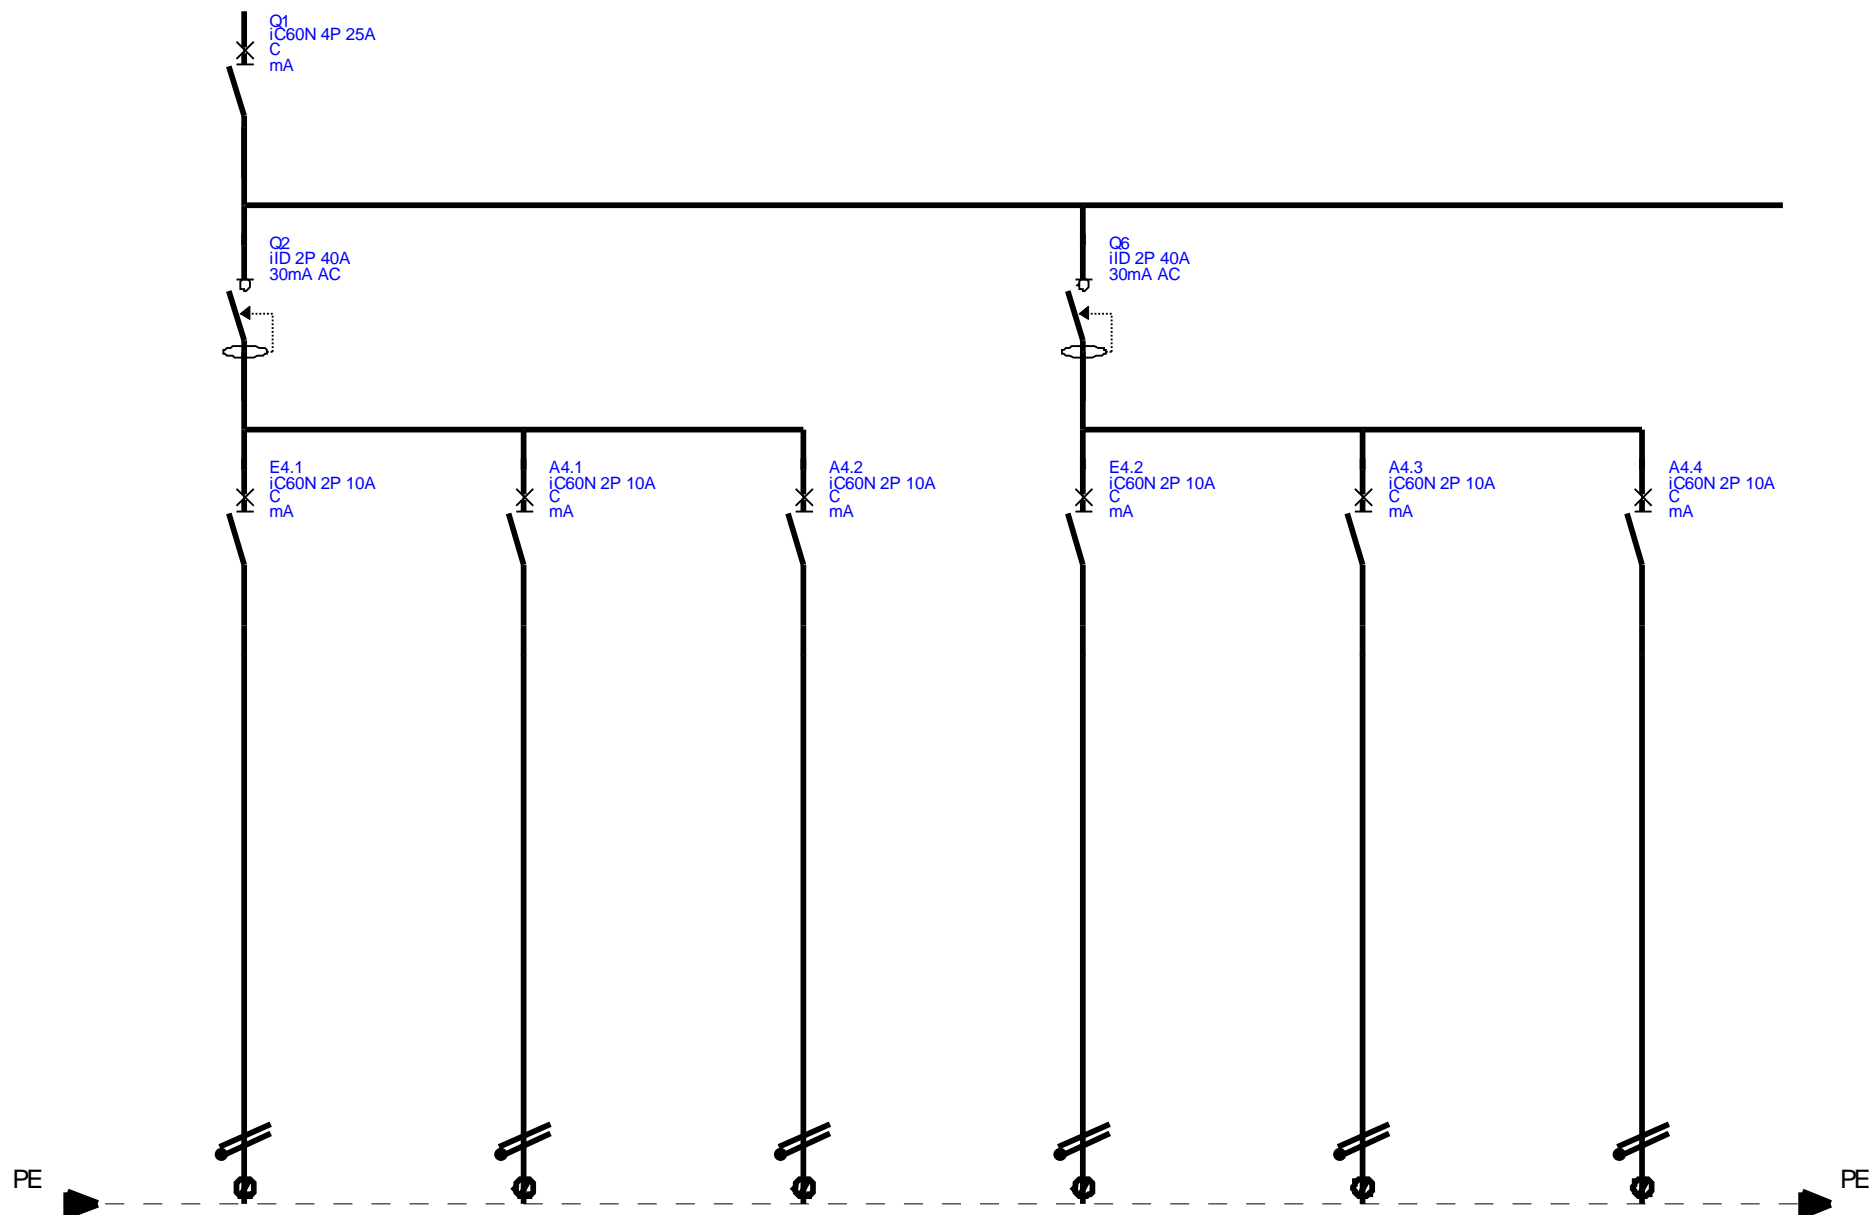 Q1
iC60N 4P 25A
C
mA
Q2
iID 2P 40A
30mA AC
Q6
iID 2P 40A
30mA AC
E4.1
iC60N 2P 10A
C
mA
A4.1
iC60N 2P 10A
C
mA
A4.2
iC60N 2P 10A
C
mA
E4.2
iC60N 2P 10A
C
mA
A4.3
iC60N 2P 10A
C
mA
A4.4
iC60N 2P 10A
C
mA
PE
PE